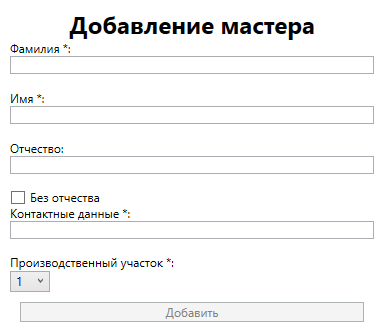 Добавление мастера
Фамилия *:
Имя *:
Отчество:
Без отчества
Контактные данные *:
Производственный участок *:
1
Добавить